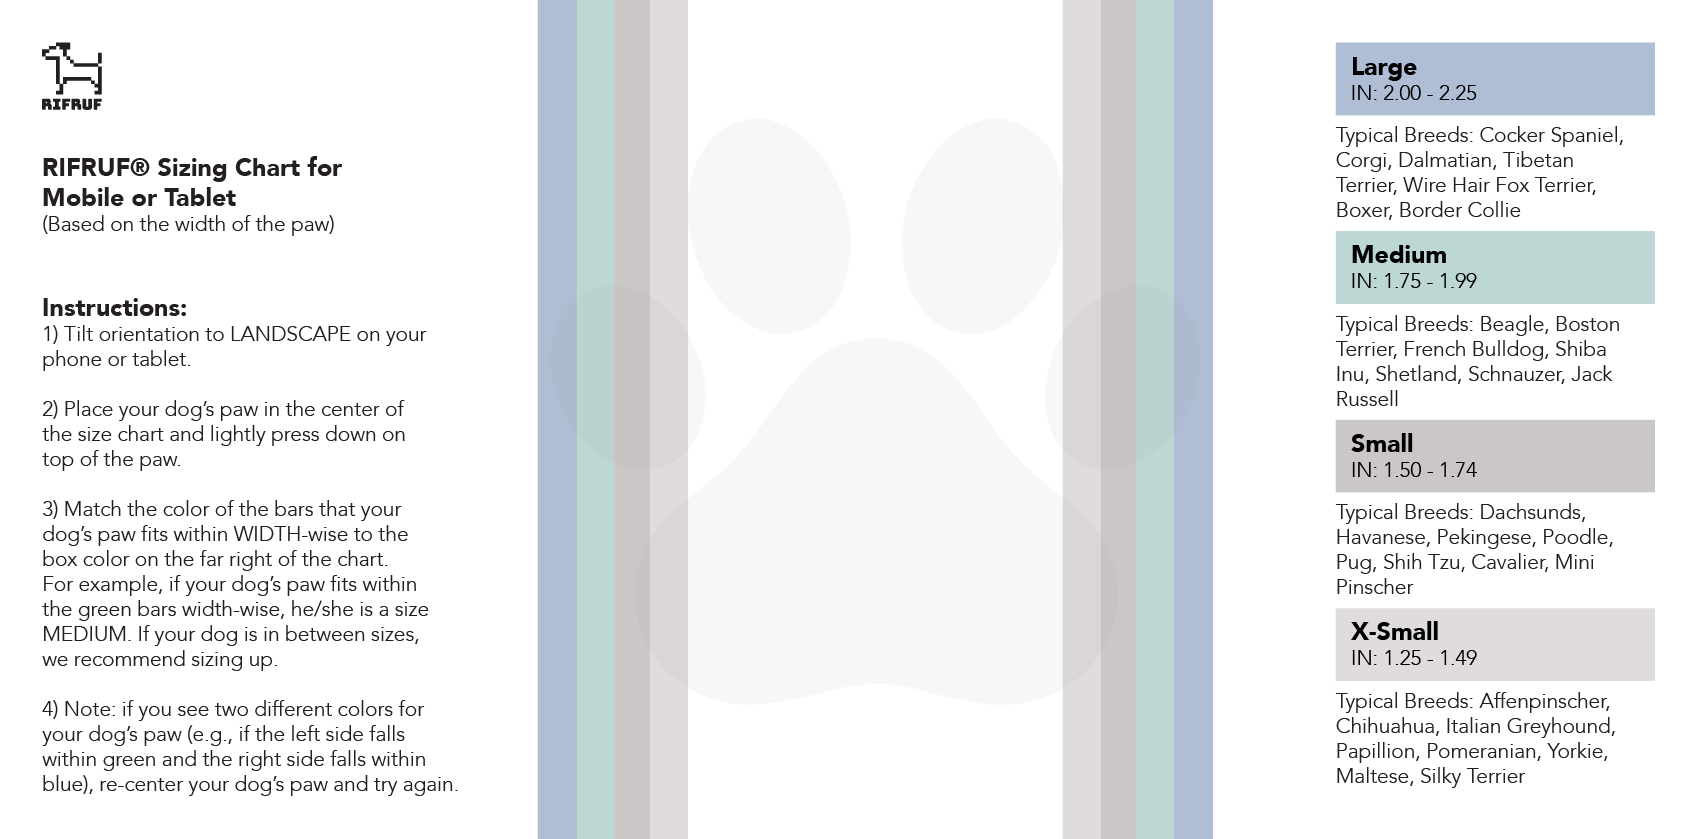 RIFRUF
RIFRUF® Sizing Chart for
Mobile or Tablet
(Based on the width of the paw)
Instructions:
1) Tilt orientation to LANDSCAPE on your
phone or tablet.
2) Place your dog’s paw in the center of
the size chart and lightly press down on
top of the paw.
3) Match the color of the bars that your
dog’s paw fits within WIDTH-wise to the
box color on the far right of the chart.
For example, if your dog’s paw fits within
the green bars width-wise, he/she is a size
MEDIUM. If your dog is in between sizes,
we recommend sizing up.
4) Note: if you see two different colors for
your dog’s paw (e.g., if the left side falls
within green and the right side falls within
blue), re-center your dog’s paw and try again.
Large
IN: 2.00 - 2.25
Typical Breeds: Cocker Spaniel,
Corgi, Dalmatian, Tibetan
Terrier, Wire Hair Fox Terrier,
Boxer, Border Collie
Medium
IN: 1.75 - 1.99
Typical Breeds: Beagle, Boston
Terrier, French Bulldog, Shiba
Inu, Shetland, Schnauzer, Jack
Russell
Small
IN: 1.50 - 1.74
Typical Breeds: Dachsunds,
Havanese, Pekingese, Poodle,
Pug, Shih Tzu, Cavalier, Mini
Pinscher
X-Small
IN: 1.25 - 1.49
Typical Breeds: Affenpinscher,
Chihuahua, Italian Greyhound,
Papillion, Pomeranian, Yorkie,
Maltese, Silky Terrier